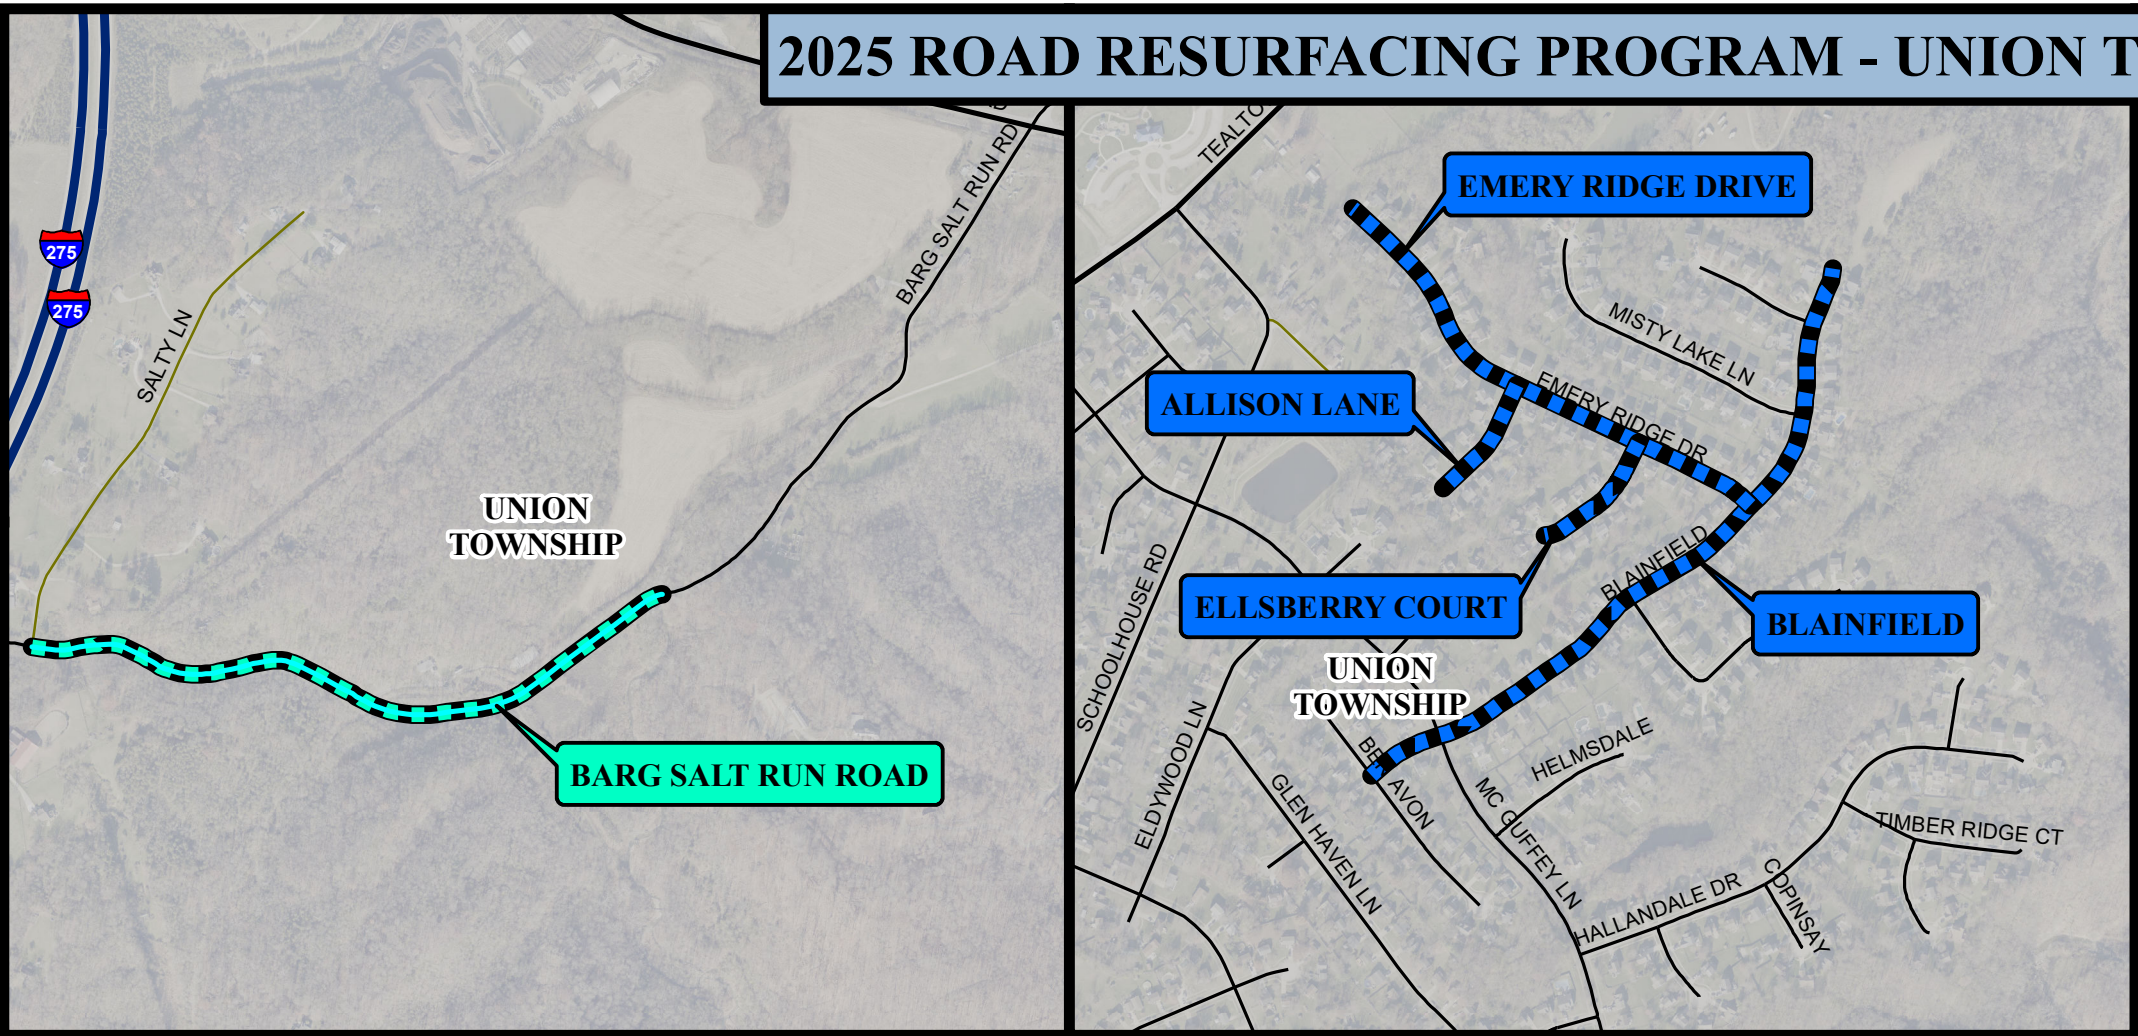 2025 ROAD RESURFACING PROGRAM - UNION T
275
275
SALTY LN
BARG SALT RUN RD
UNION
TOWNSHIP
BARG SALT RUN ROAD
EMERY RIDGE DRIVE
MISTY LAKE LN
ALLISON LANE
EMERY RIDGE DR
ELLSBERRY COURT
BLAINFIELD
BLAINFIELD
SCHOOLHOUSE RD
UNION
TOWNSHIP
ELDYWOOD LN
AVON
HELMSDALE
GLEN HAVEN LN
MC GUFFEY LN
TIMBER RIDGE CT
HALLANDALE DR
COPINSAY